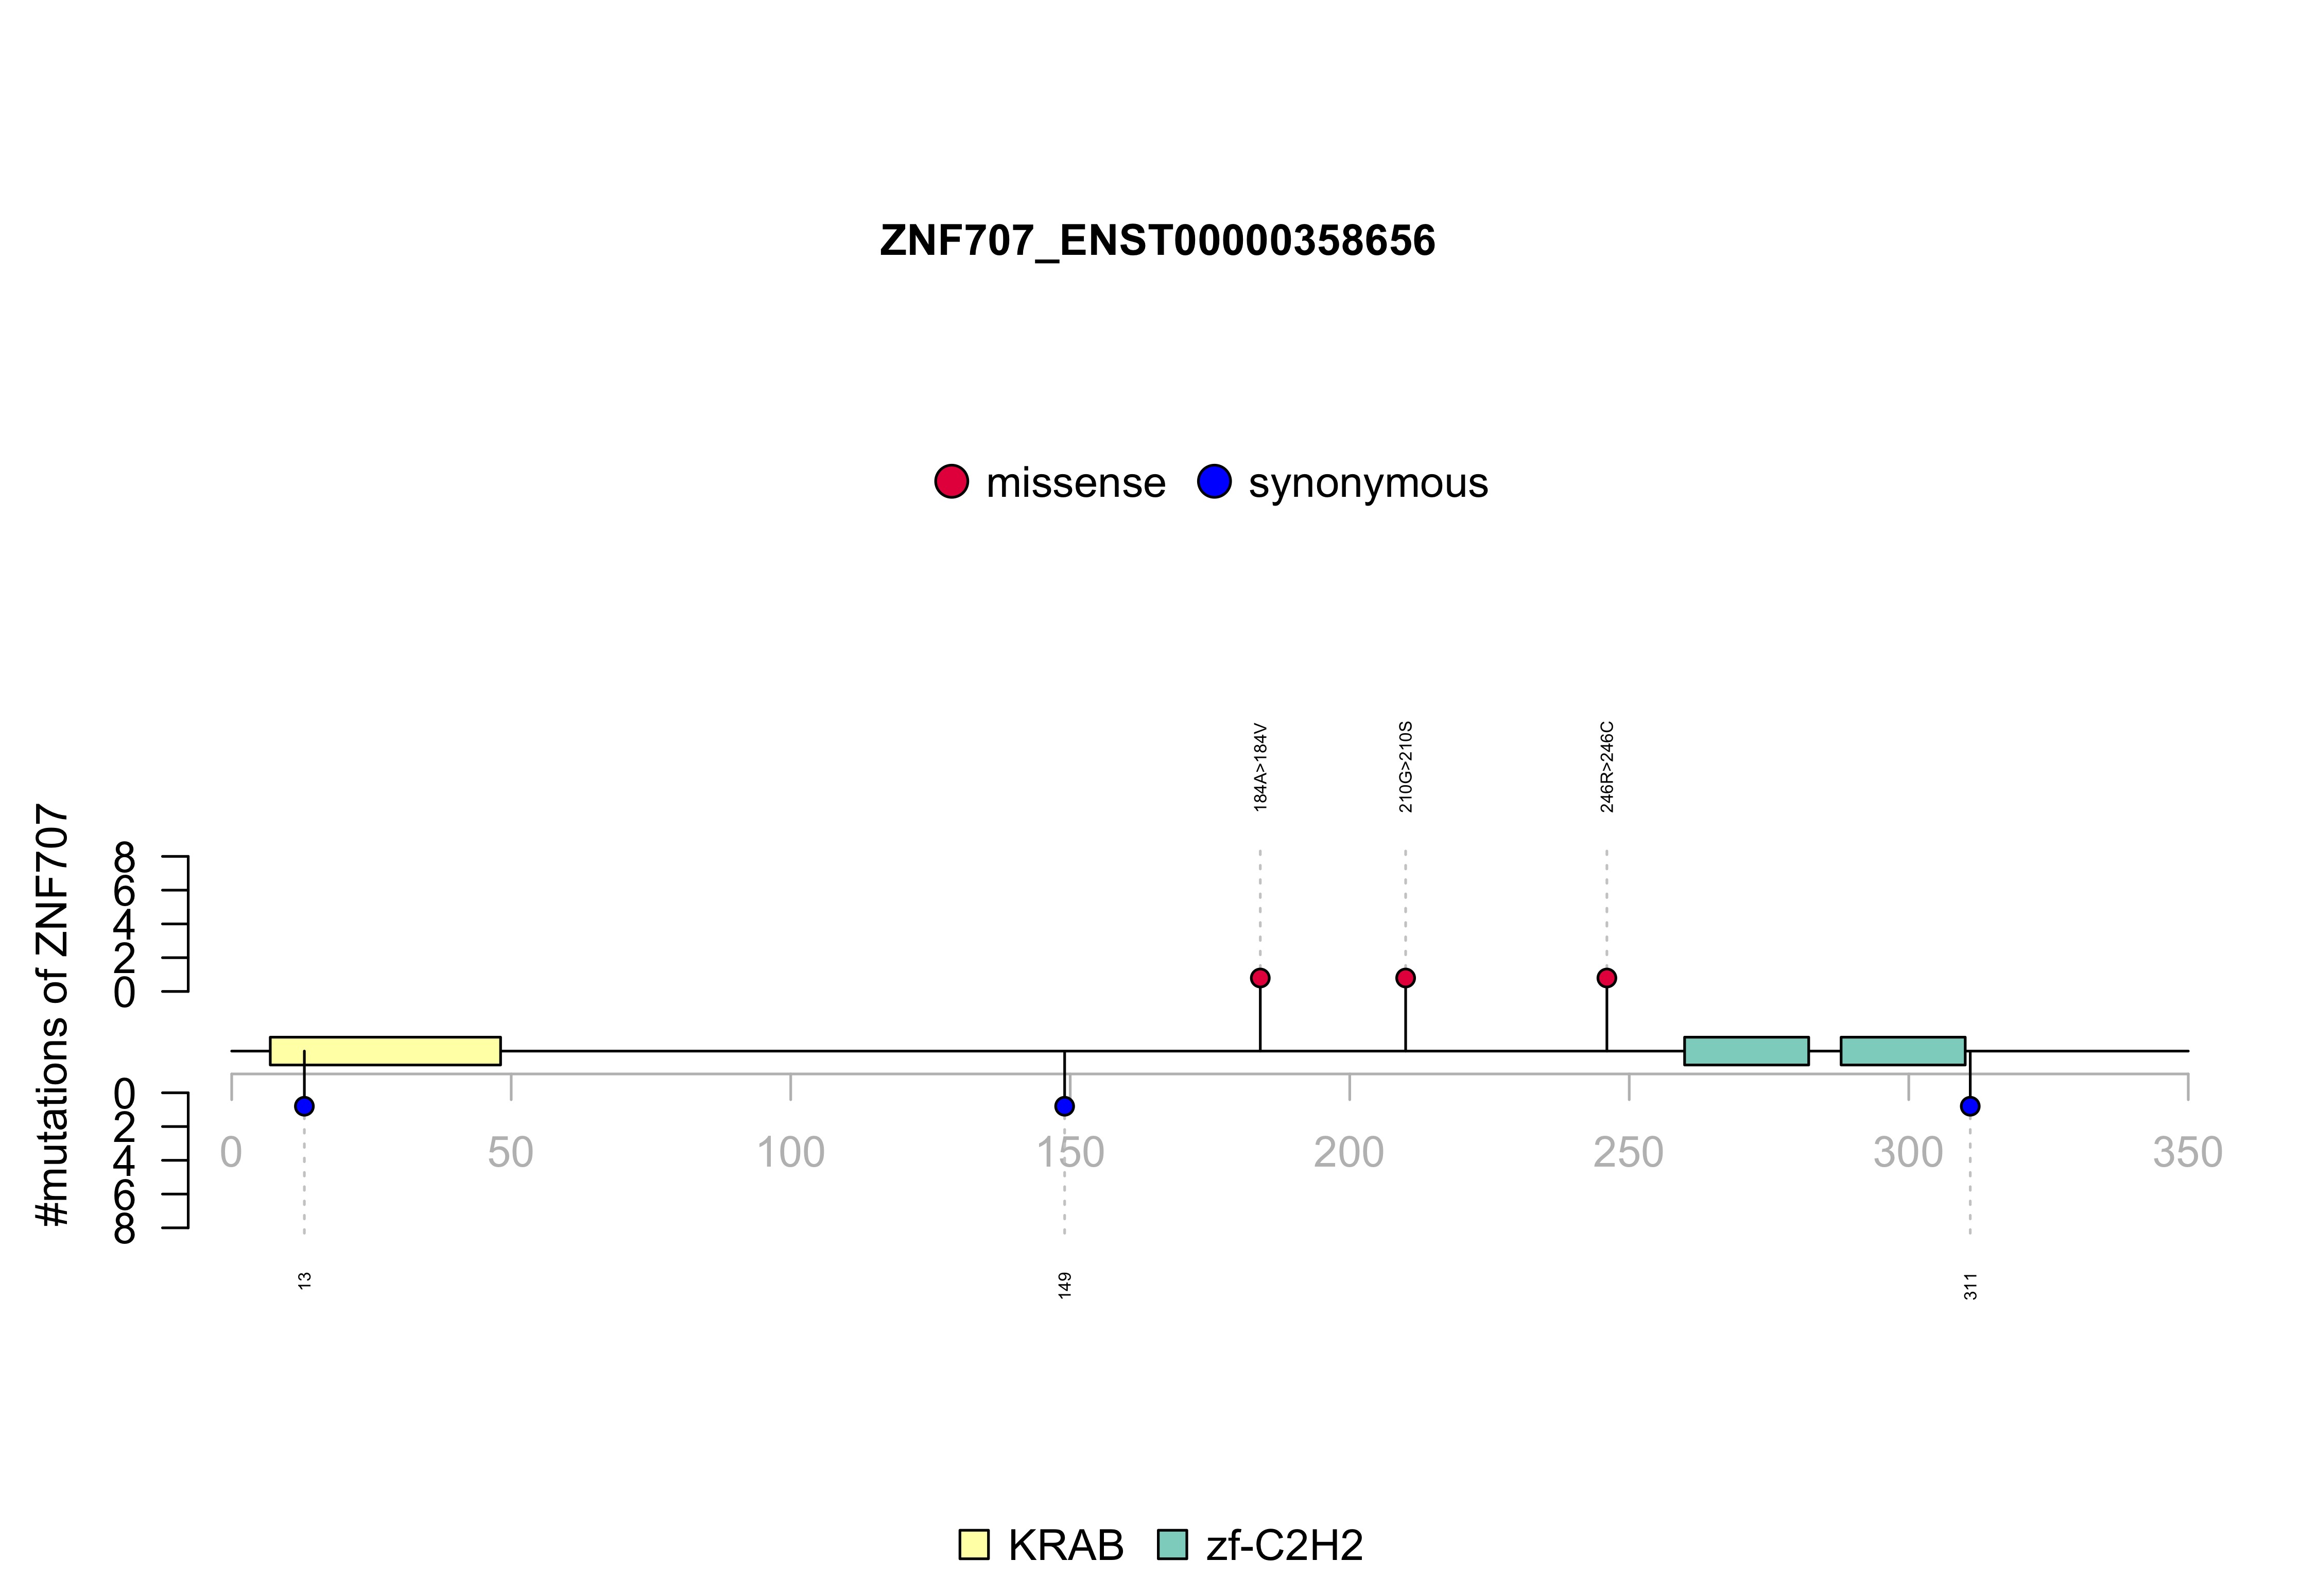 ZNF707_ENST00000358656
missense synonymous
184A>184V
210G>210S
246R>246C
#mutations of ZNF707
8
6
4
2
0
0
2
4
6
8
0 50 100 150 200 250 300 350
13
149
311
KRAB zf-C2H2